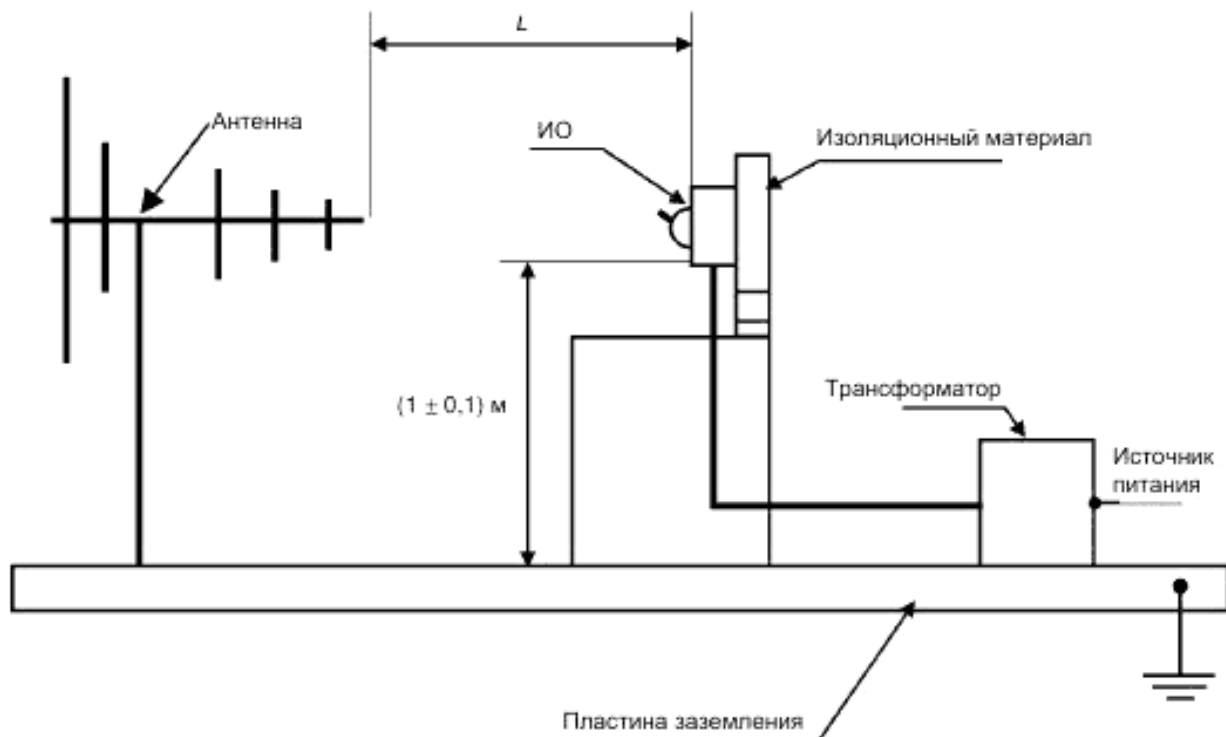 L
Антенна
ИО
Изоляционный материал
(1 ± 0,1) м
Трансформатор
Источник
питания
Пластина заземления